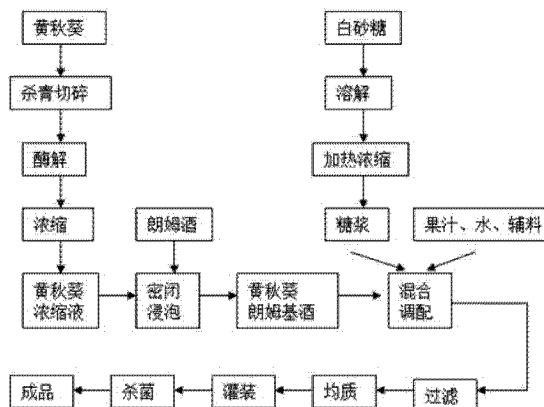 黄秋葵
白砂糖
杀青切碎
溶解
酶解
加热浓缩
浓缩
朗姆酒
糖浆
果汁、水、辅料
黄秋葵
浓缩液
密闭
浸泡
黄秋葵
朗姆基酒
混合
调配
成品
杀菌
灌装
均质
过滤